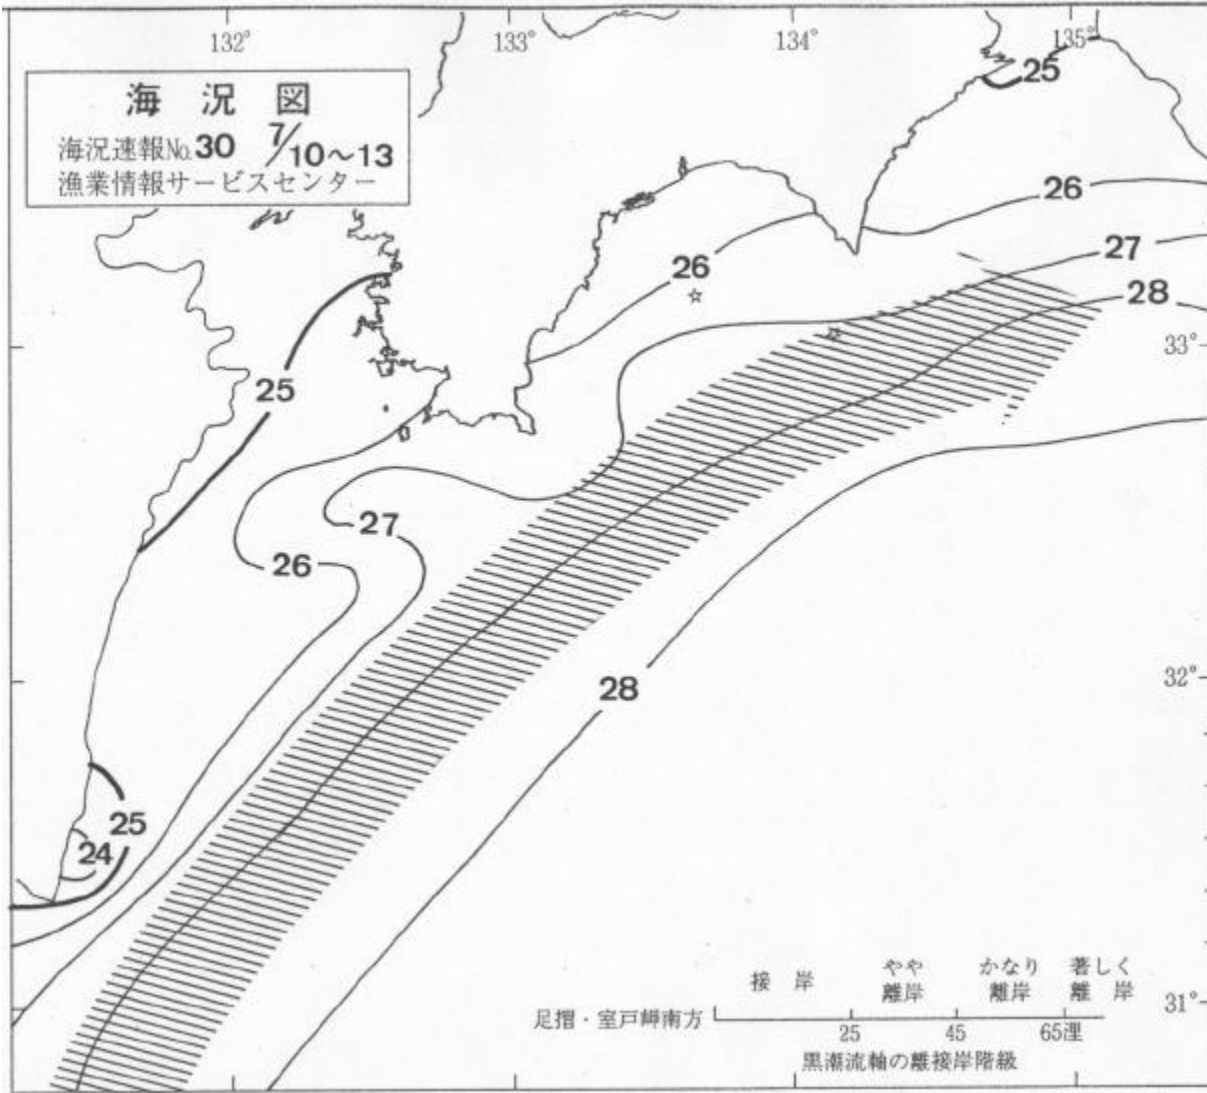 132°
133°
134°
135°
海況図
海況速報No.30 7/10~13
漁業情報サービスセンター
25
26
27
28
26
33°
25
27
26
32°
28
25
24
31°
接岸
やや離岸
かなり離岸
著しく離岸
足摺・室戸岬南方
25 45 65浬
黒潮流軸の離接岸階級